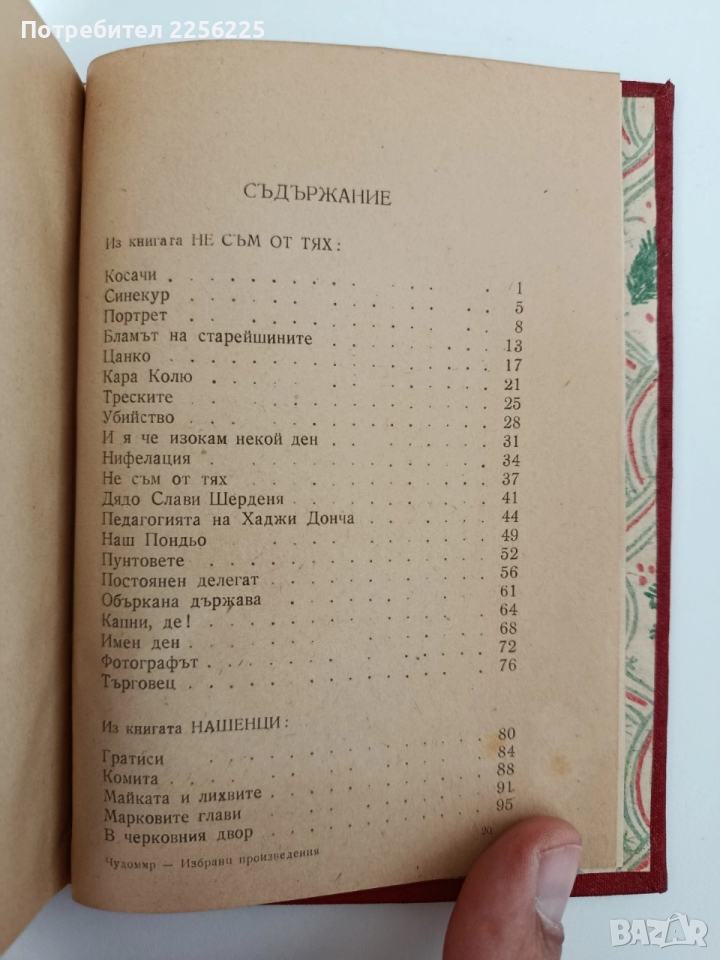 Потребител 2256225
СЪДЪРЖАНИЕ
Из книгата НЕ СЪМ ОТ ТЯХ:
Косачи . . . . . . . . . . 1
Синекур . . . . . . . . . . 5
Портрет . . . . . . . . . . 8
Бламът на старейшините . . . . . . 13
Цанко . . . . . . . . . . 17
Кара Колю . . . . . . . . . 21
Треските . . . . . . . . . 25
Убийство . . . . . . . . . 28
И я че изокам некой ден . . . . . . 31
Нифелация . . . . . . . . . 34
Не съм от тях . . . . . . . . 37
Дядо Слави Шерденя . . . . . . . 41
Педагогията на Хаджи Донча . . . . . 44
Наш Пондьо . . . . . . . . 49
Пунтовете . . . . . . . . . 52
Постоянен делегат . . . . . . . 56
Объркана държава . . . . . . . 61
Капни, де! . . . . . . . . . 64
Имен ден . . . . . . . . . 68
Фотографът . . . . . . . . . 72
Търговец . . . . . . . . . 76
Из книгата НАШЕНЦИ:
Гратиси . . . . . . . . . . 80
Комита . . . . . . . . . . 84
Майката и лихвите . . . . . . . 88
Марковите глави . . . . . . . . 91
В черковния двор . . . . . . . 95
Чудомир — Избрани произведения 20
BAZAR